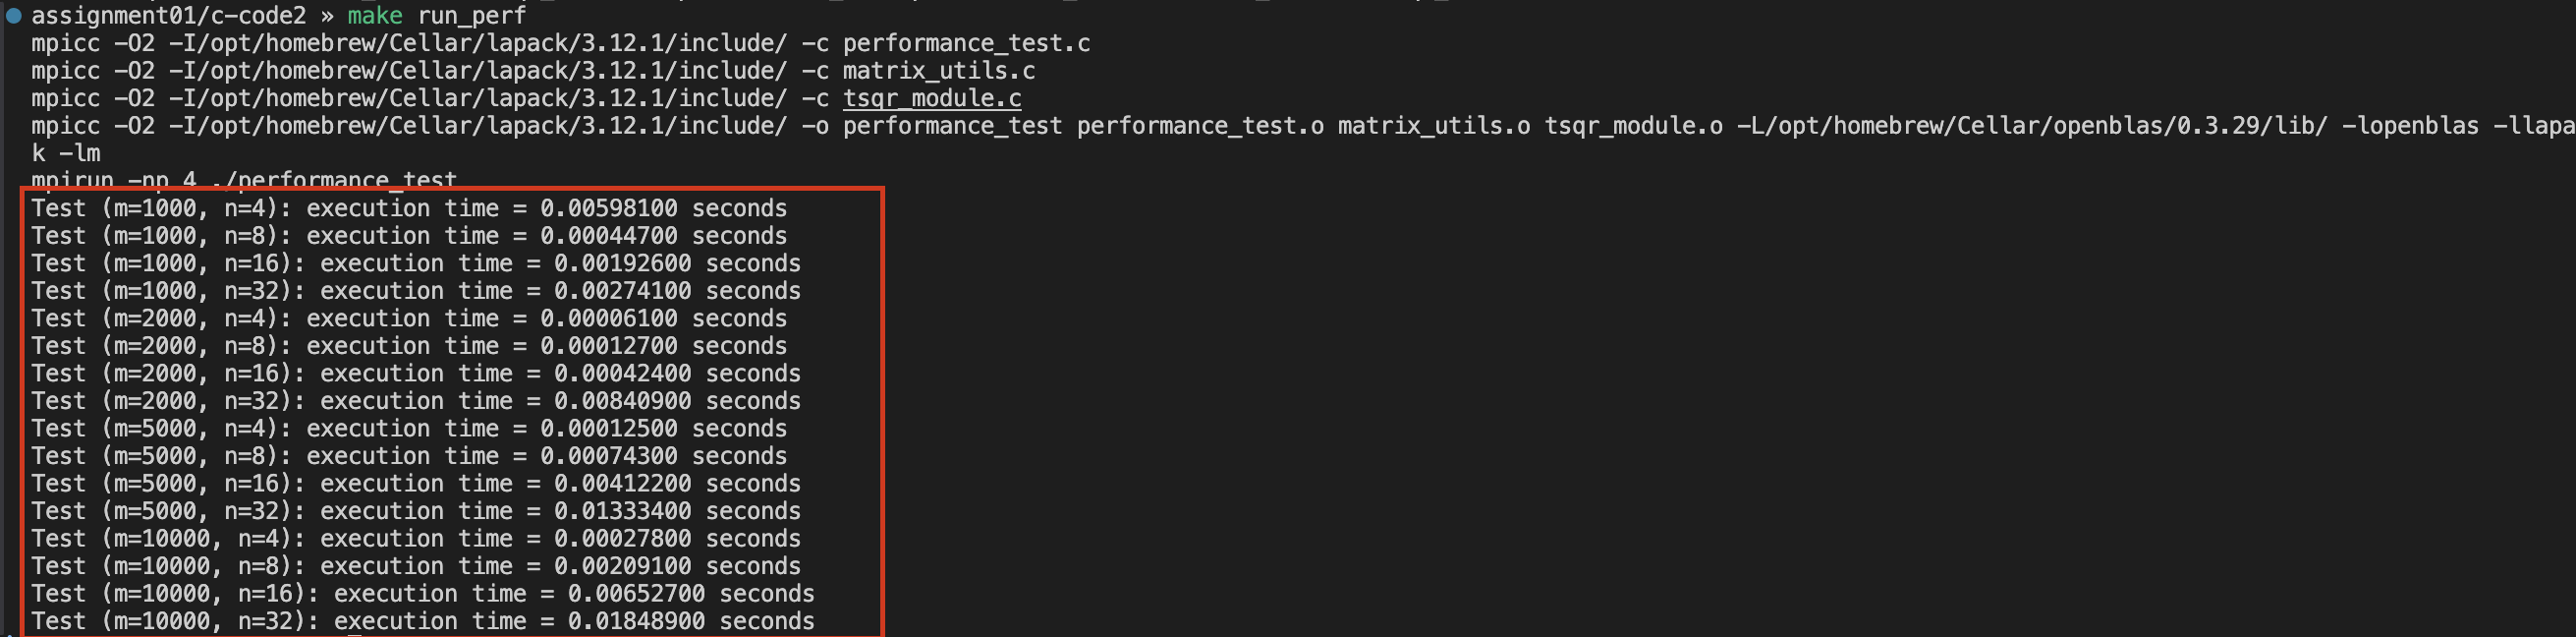 assignment01/c-code2 » make run_perf
mpicc -O2 -I/opt/homebrew/Cellar/lapack/3.12.1/include/ -c performance_test.c
mpicc -O2 -I/opt/homebrew/Cellar/lapack/3.12.1/include/ -c matrix_utils.c
mpicc -O2 -I/opt/homebrew/Cellar/lapack/3.12.1/include/ -c tsqr_module.c
mpicc -O2 -I/opt/homebrew/Cellar/lapack/3.12.1/include/ -o performance_test performance_test.o matrix_utils.o tsqr_module.o -L/opt/homebrew/Cellar/openblas/0.3.29/lib/ -lopenblas -llapa
k -lm
mpirun -np 4 ./performance_test
Test (m=1000, n=4): execution time = 0.00598100 seconds
Test (m=1000, n=8): execution time = 0.00044700 seconds
Test (m=1000, n=16): execution time = 0.00192600 seconds
Test (m=1000, n=32): execution time = 0.00274100 seconds
Test (m=2000, n=4): execution time = 0.00006100 seconds
Test (m=2000, n=8): execution time = 0.00012700 seconds
Test (m=2000, n=16): execution time = 0.00042400 seconds
Test (m=2000, n=32): execution time = 0.00840900 seconds
Test (m=5000, n=4): execution time = 0.00012500 seconds
Test (m=5000, n=8): execution time = 0.00074300 seconds
Test (m=5000, n=16): execution time = 0.00412200 seconds
Test (m=5000, n=32): execution time = 0.01333400 seconds
Test (m=10000, n=4): execution time = 0.00027800 seconds
Test (m=10000, n=8): execution time = 0.00209100 seconds
Test (m=10000, n=16): execution time = 0.00652700 seconds
Test (m=10000, n=32): execution time = 0.01848900 seconds